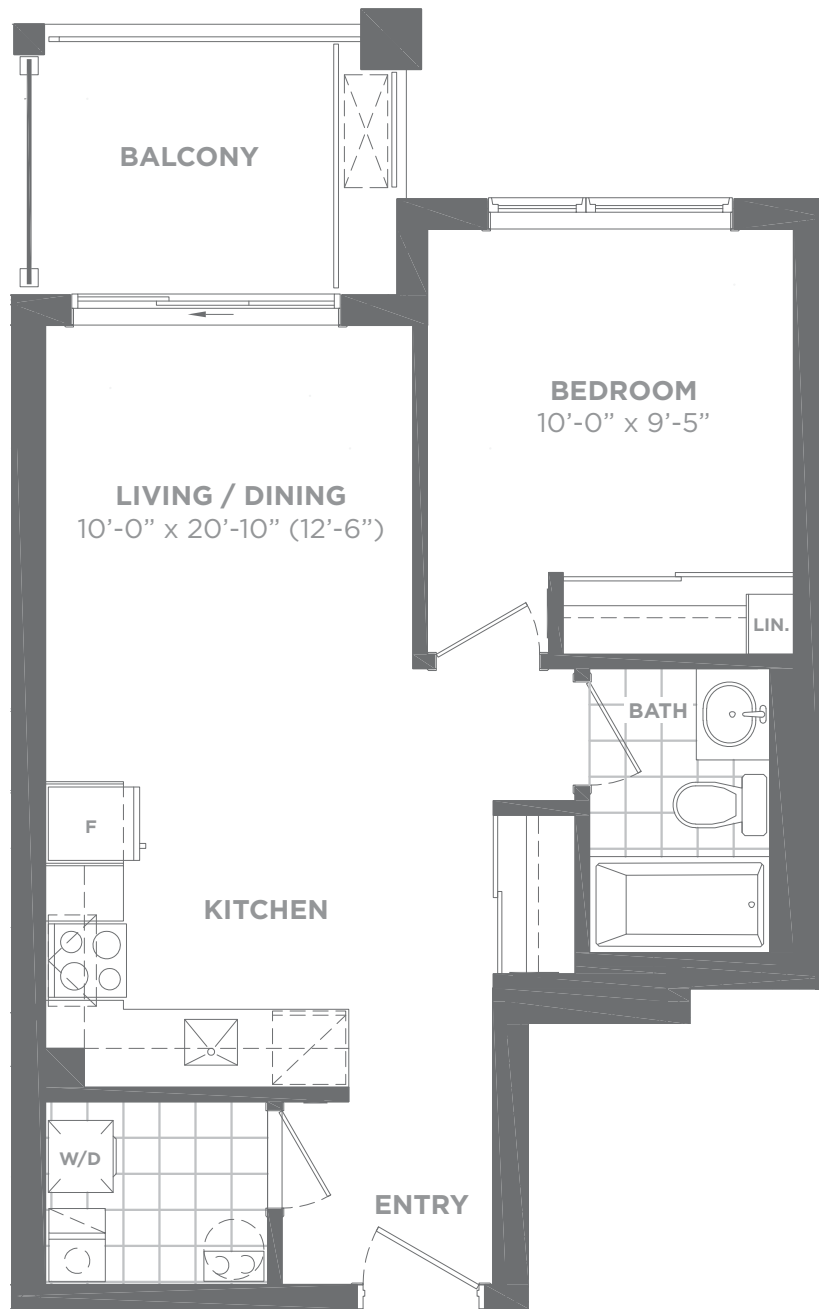 BALCONY
BEDROOM
10’-0” x 9’-5”
LIVING / DINING
10’-0” x 20’-10” (12’-6”)
LIN.
BATH
F
KITCHEN
W/D
ENTRY